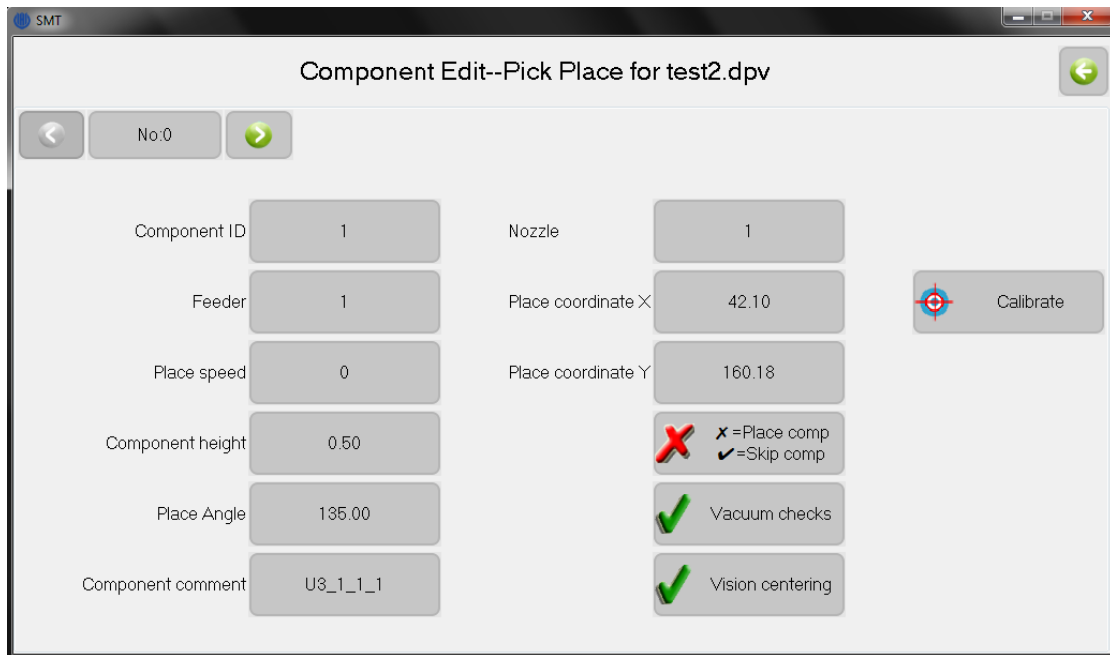 SMT
Component Edit--Pick Place for test2.dpv
No:0
Component ID 1 Nozzle 1
Feeder 1 Place coordinate X 42.10 Calibrate
Place speed 0 Place coordinate Y 160.18
Component height 0.50 ✗=Place comp
✔=Skip comp
Place Angle 135.00 Vacuum checks
Component comment U3_1_1_1 Vision centering